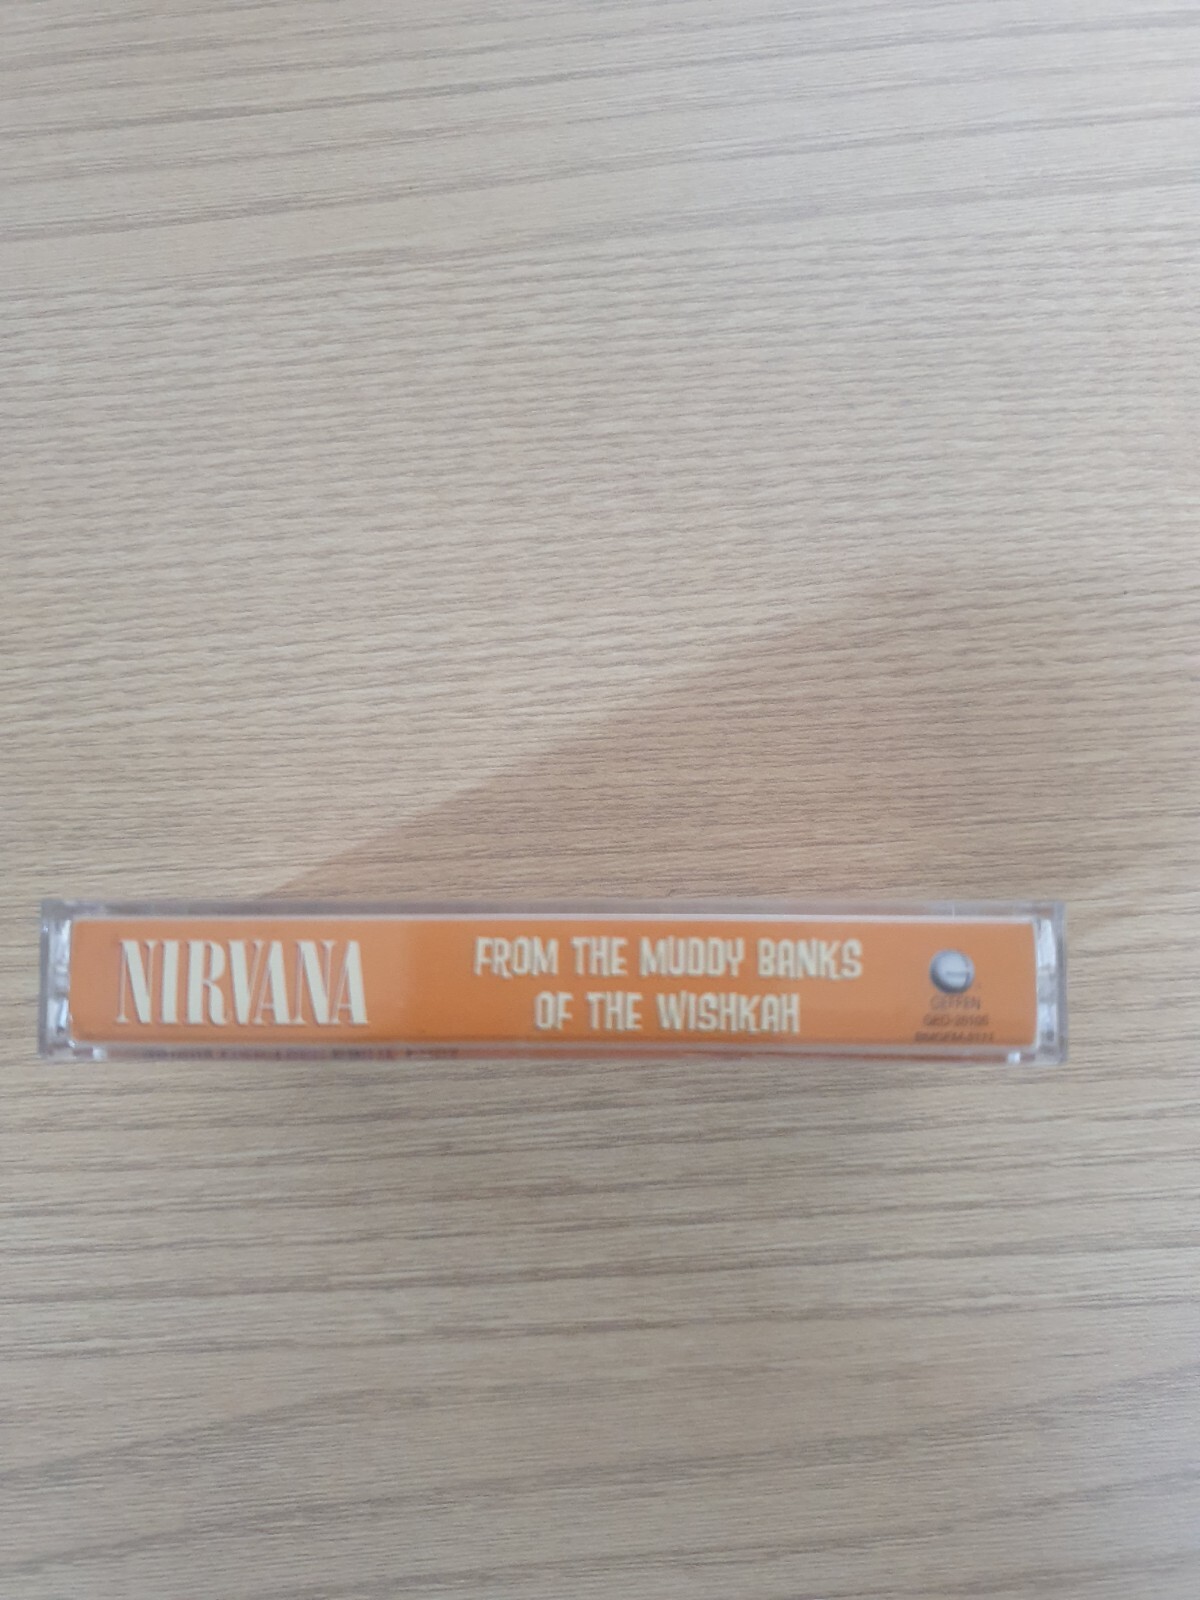 NIRVANA
FROM THE MUDDY BANKS
OF THE WISHKAH
GEFFEN